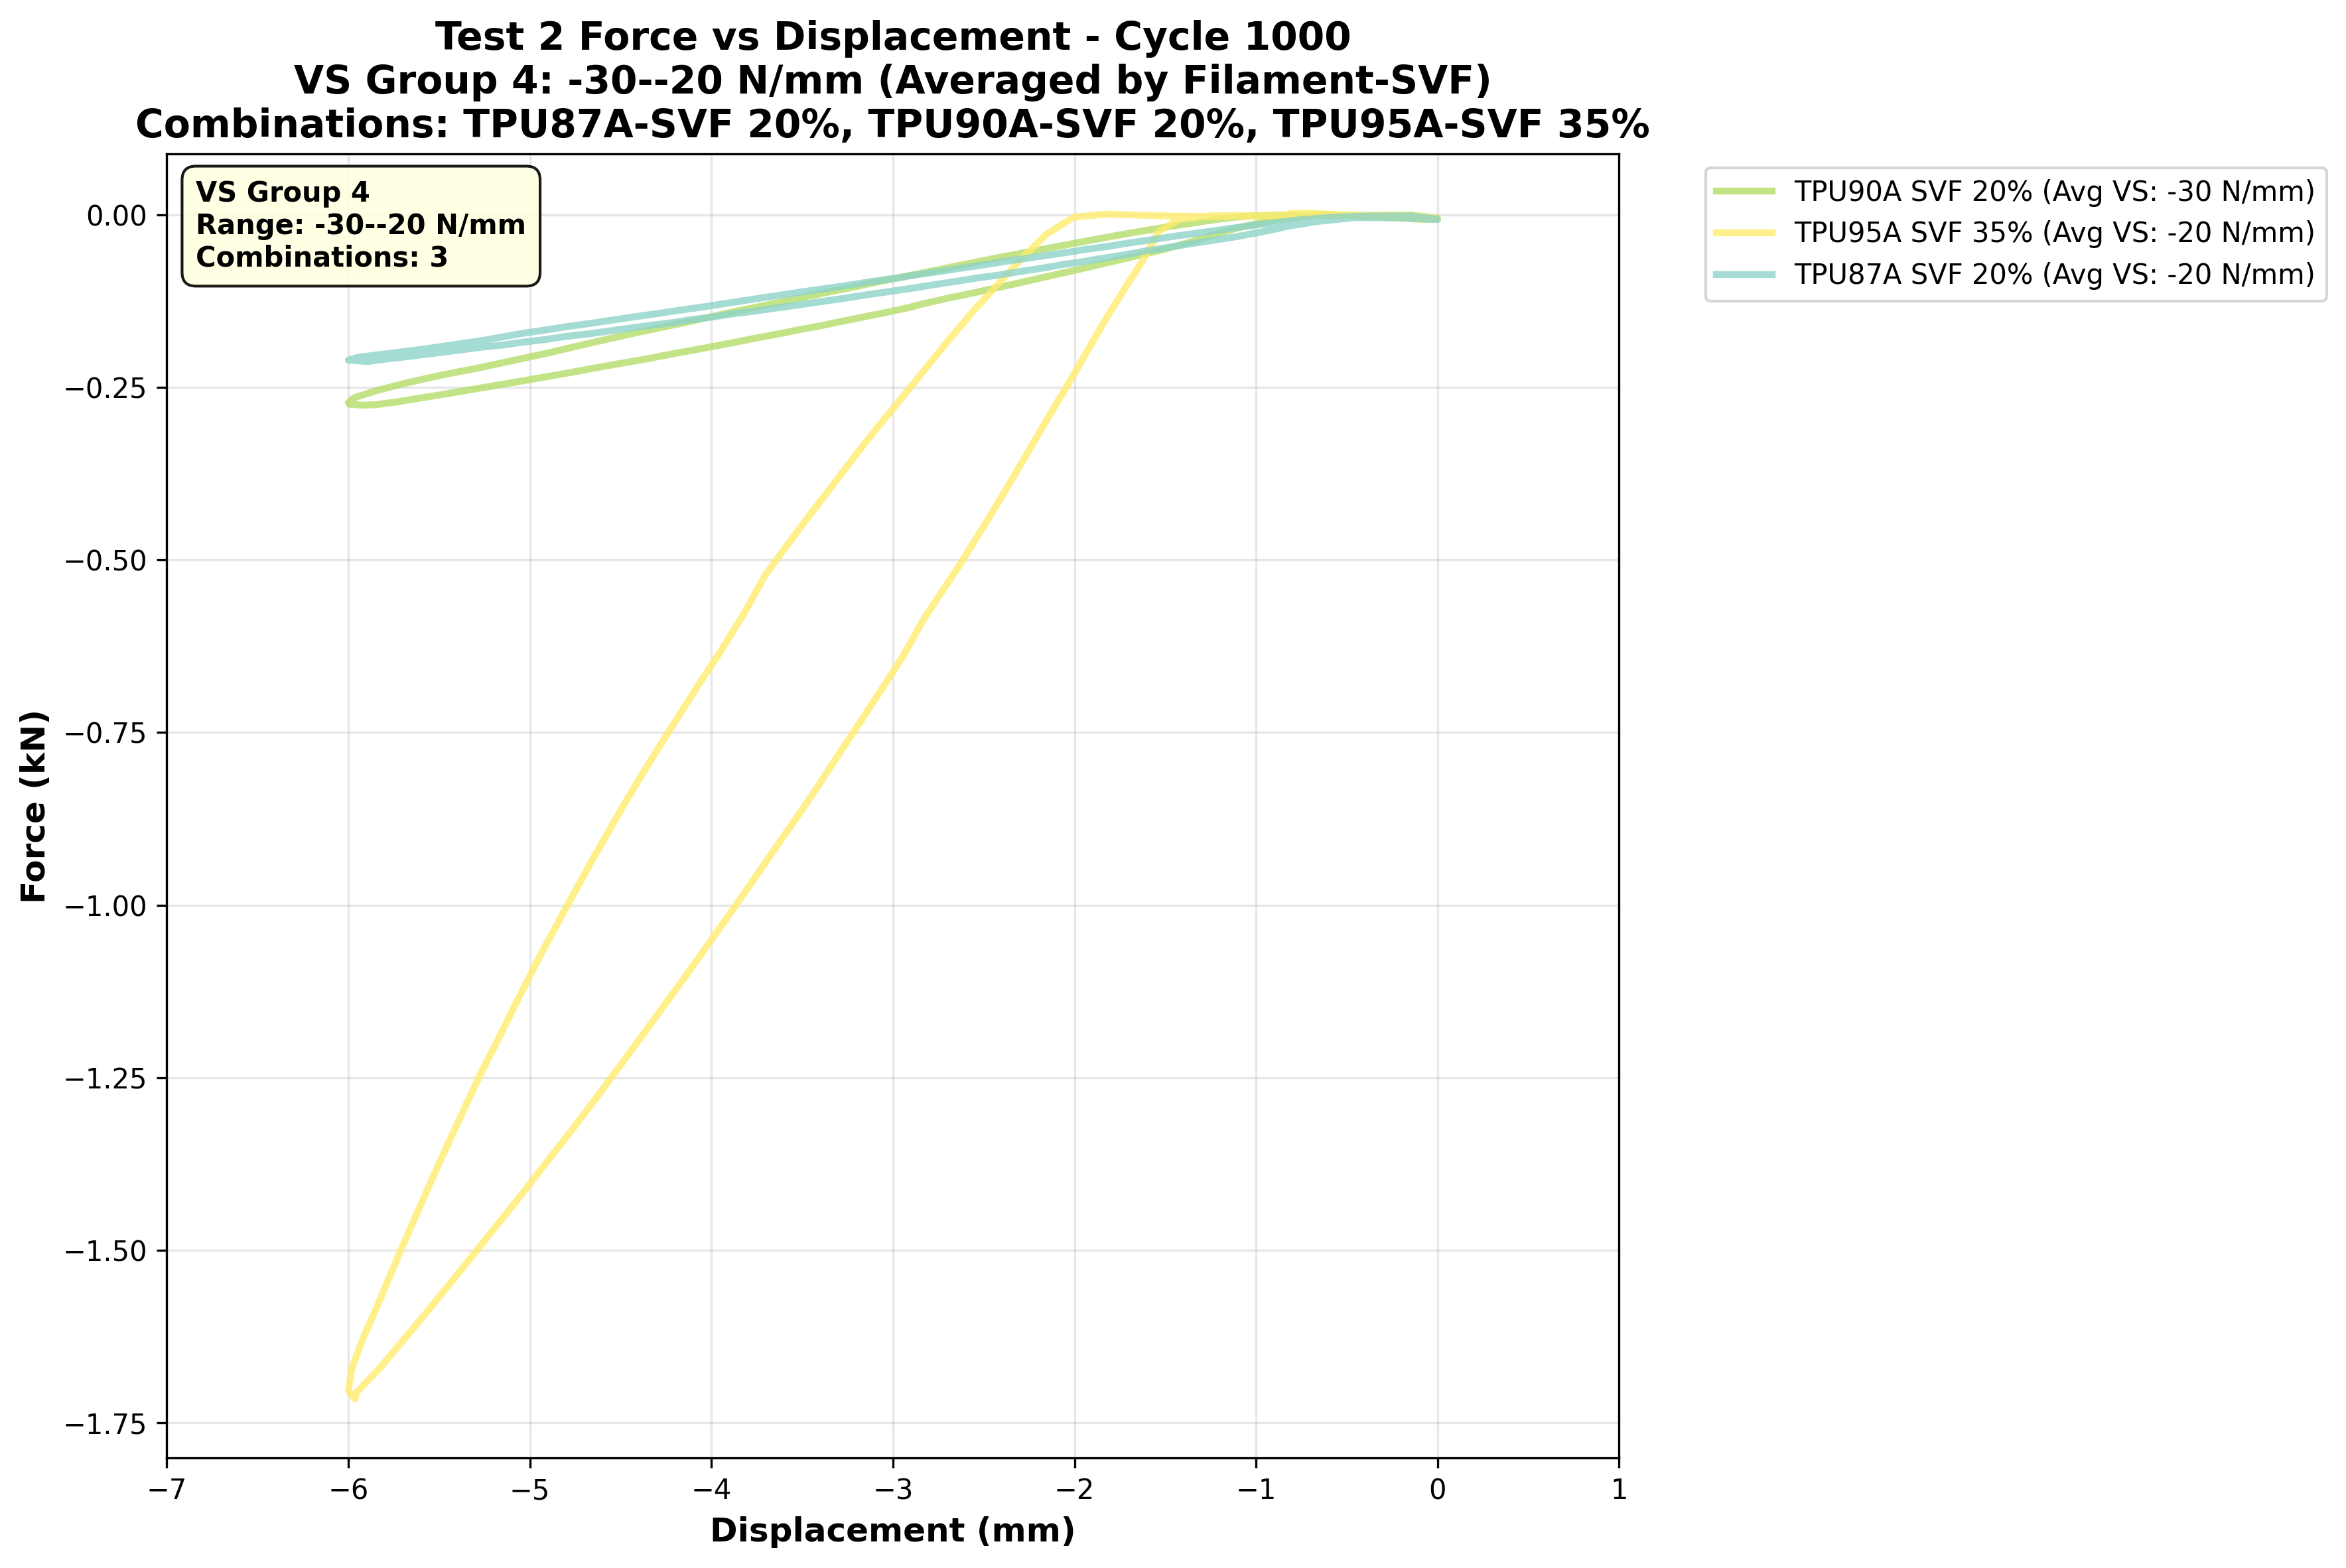 Test 2 Force vs Displacement - Cycle 1000
VS Group 4: -30--20 N/mm (Averaged by Filament-SVF)
Combinations: TPU87A-SVF 20%, TPU90A-SVF 20%, TPU95A-SVF 35%
VS Group 4
Range: -30--20 N/mm
Combinations: 3
TPU90A SVF 20% (Avg VS: -30 N/mm)
TPU95A SVF 35% (Avg VS: -20 N/mm)
TPU87A SVF 20% (Avg VS: -20 N/mm)
0.00
−0.25
−0.50
−0.75
−1.00
−1.25
−1.50
−1.75
Force (kN)
−7 −6 −5 −4 −3 −2 −1 0 1
Displacement (mm)